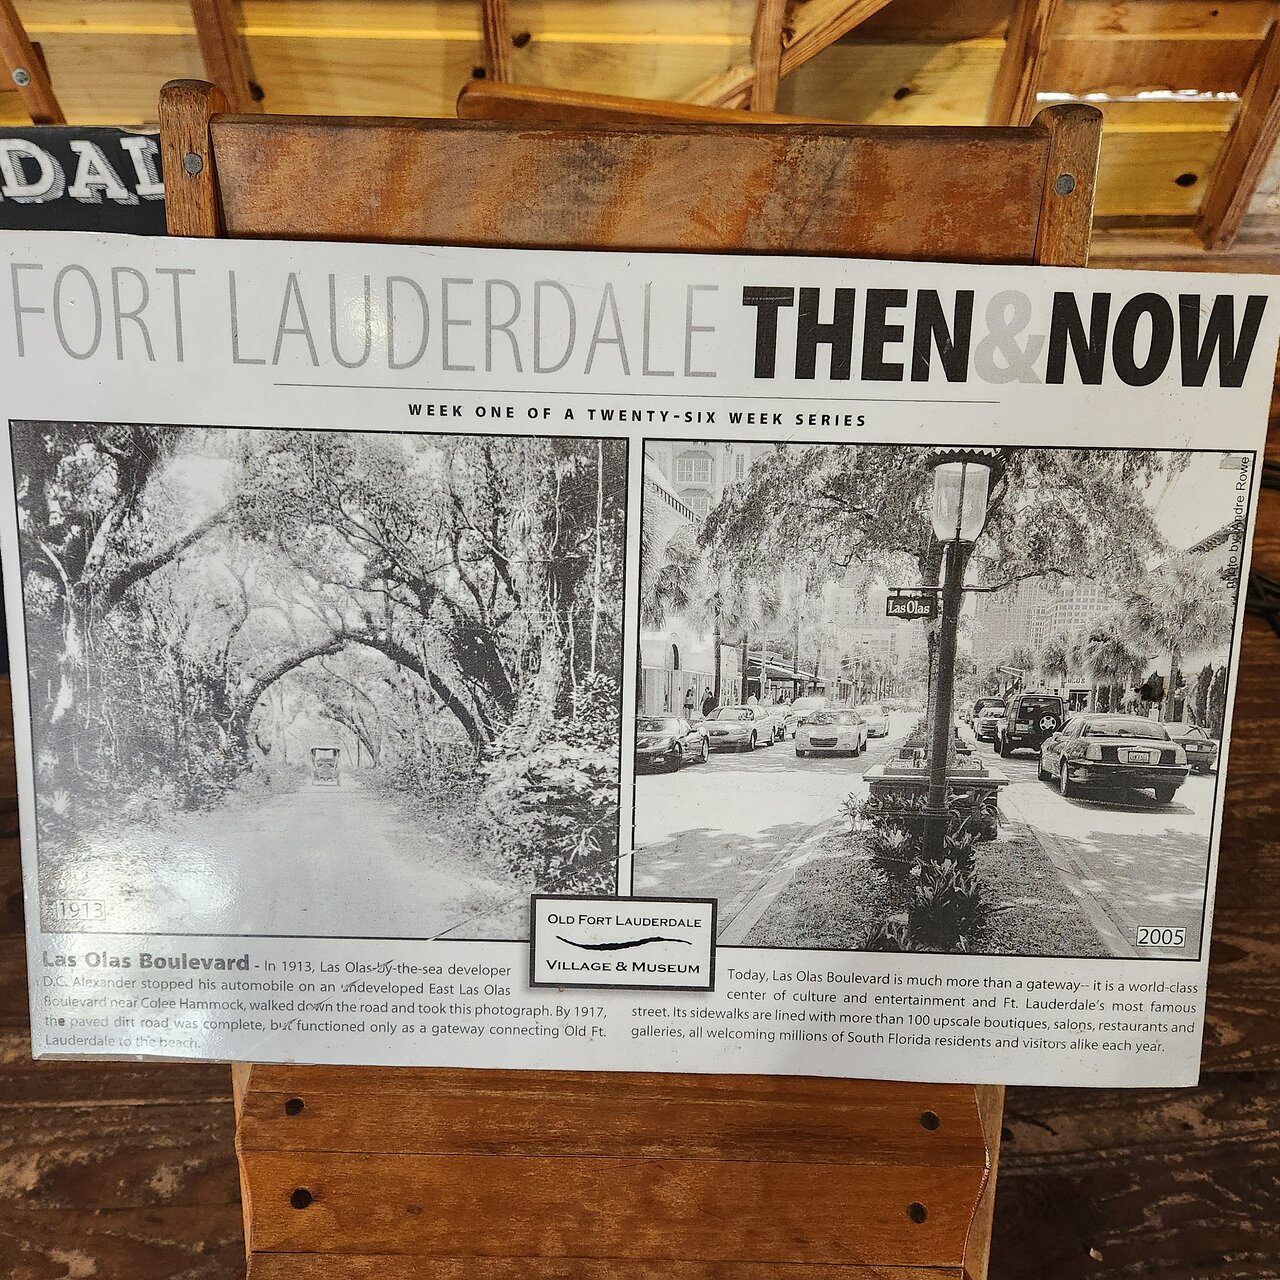 DAL
FORT LAUDERDALE THEN&NOW
WEEK ONE OF A TWENTY-SIX WEEK SERIES
photo by Andre Rowe
Las Olas
1913
2005
OLD FORT LAUDERDALE
VILLAGE & MUSEUM
Las Olas Boulevard - In 1913, Las Olas-by-the-sea developer
D.C. Alexander stopped his automobile on an undeveloped East Las Olas
Boulevard near Colee Hammock, walked down the road and took this photograph. By 1917,
the paved dirt road was complete, but functioned only as a gateway connecting Old Ft.
Lauderdale to the beach.
Today, Las Olas Boulevard is much more than a gateway-- it is a world-class
center of culture and entertainment and Ft. Lauderdale's most famous
street. Its sidewalks are lined with more than 100 upscale boutiques, salons, restaurants and
galleries, all welcoming millions of South Florida residents and visitors alike each year.